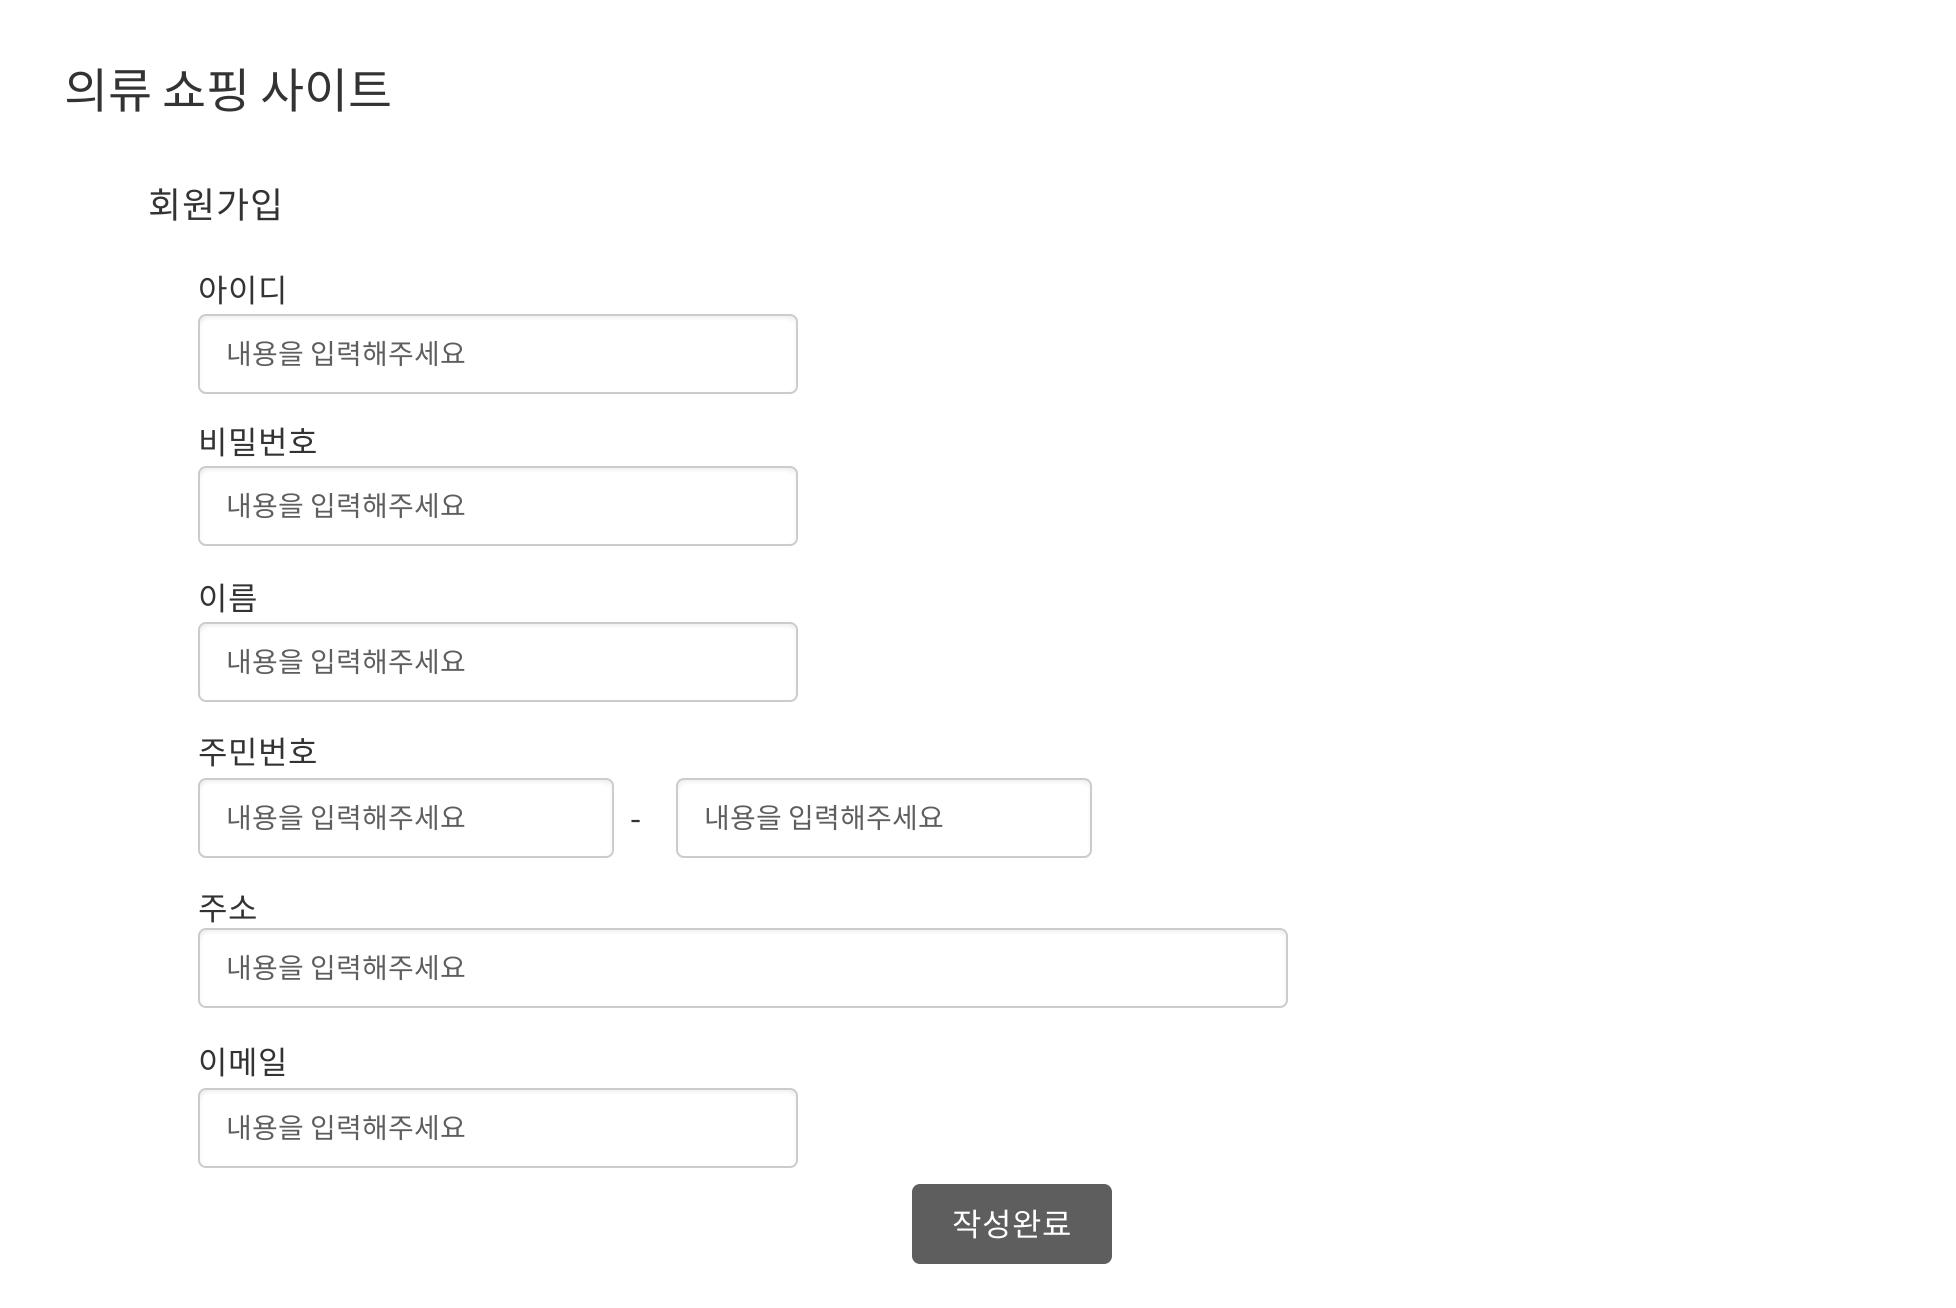 의류 쇼핑 사이트
회원가입
아이디
내용을 입력해주세요
비밀번호
내용을 입력해주세요
이름
내용을 입력해주세요
주민번호
내용을 입력해주세요 - 내용을 입력해주세요
주소
내용을 입력해주세요
이메일
내용을 입력해주세요
작성완료